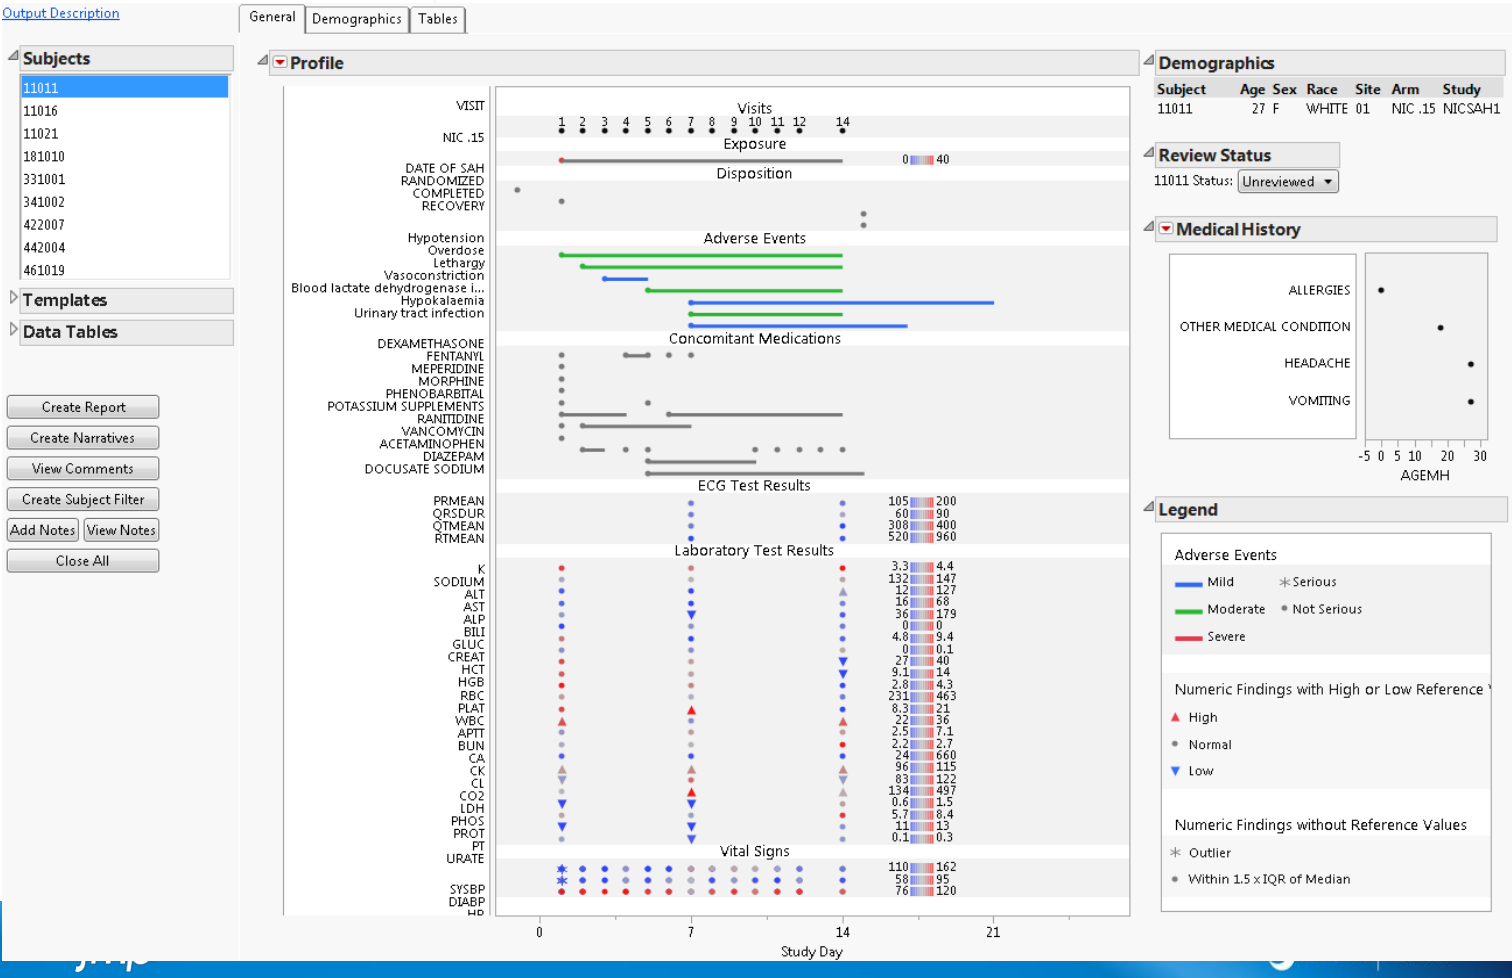 Output Description
General Demographics Tables
Subjects
11011
11016
11021
181010
331001
341002
422007
442004
461019
Templates
Data Tables
Create Report
Create Narratives
View Comments
Create Subject Filter
Add Notes View Notes
Close All
Profile
VISIT
NIC .15
DATE OF SAH
RANDOMIZED
COMPLETED
RECOVERY
Hypotension
Overdose
Lethargy
Vasoconstriction
Blood lactate dehydrogenase i...
Hypokalaemia
Urinary tract infection
DEXAMETHASONE
FENTANYL
MEPERIDINE
MORPHINE
PHENOBARBITAL
POTASSIUM SUPPLEMENTS
RANITIDINE
VANCOMYCIN
ACETAMINOPHEN
DIAZEPAM
DOCUSATE SODIUM
PRMEAN
QRSDUR
QTMEAN
RTMEAN
K
SODIUM
ALT
AST
ALP
BILI
GLUC
CREAT
HCT
HGB
RBC
PLAT
WBC
APTT
BUN
CA
CK
CL
CO2
LDH
PHOS
PROT
PT
URATE
SYSBP
DIABP
HR
Visits
1 2 3 4 5 6 7 8 9 10 11 12 14
Exposure
0 40
Disposition
Adverse Events
Concomitant Medications
ECG Test Results
105 200
60 90
308 400
520 960
Laboratory Test Results
3.3 4.4
132 147
12 127
16 68
36 179
0 0
4.8 9.4
0 0.1
27 40
9.1 14
2.8 4.3
231 463
8.3 21
22 36
2.5 7.1
2.2 2.7
24 660
96 115
83 122
134 497
0.6 1.5
5.7 8.4
11 13
0.1 0.3
Vital Signs
110 162
58 95
76 120
0 7 14 21
Study Day
Demographics
Subject Age Sex Race Site Arm Study
11011 27 F WHITE 01 NIC .15 NICSAH1
Review Status
11011 Status: Unreviewed
Medical History
ALLERGIES
OTHER MEDICAL CONDITION
HEADACHE
VOMITING
-5 0 5 10 20 30
AGEMH
Legend
Adverse Events
Mild Serious
Moderate Not Serious
Severe
Numeric Findings with High or Low Reference
High
Normal
Low
Numeric Findings without Reference Values
Outlier
Within 1.5 x IQR of Median